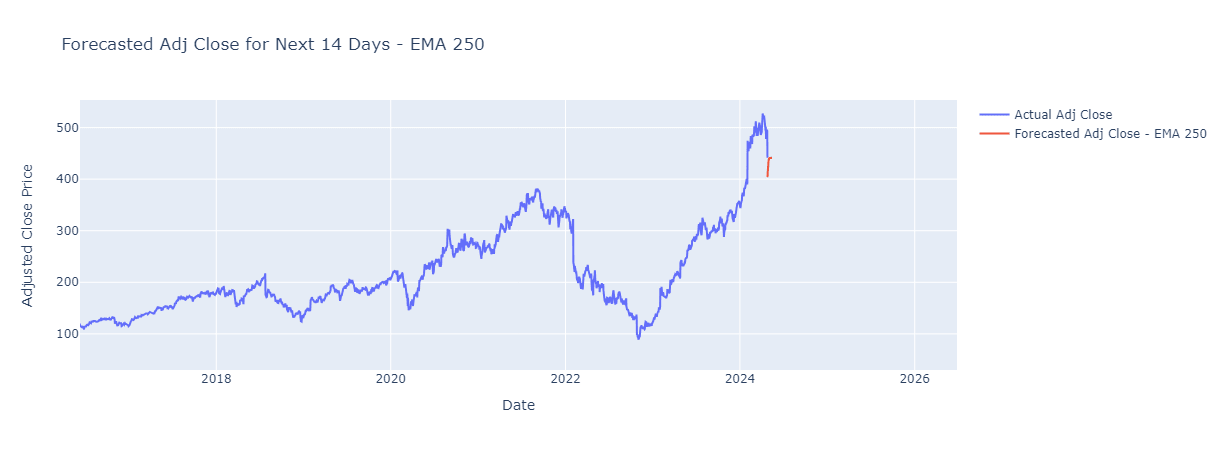 Forecasted Adj Close for Next 14 Days - EMA 250
Actual Adj Close
Forecasted Adj Close - EMA 250
Adjusted Close Price
500
400
300
200
100
2018
2020
2022
2024
2026
Date